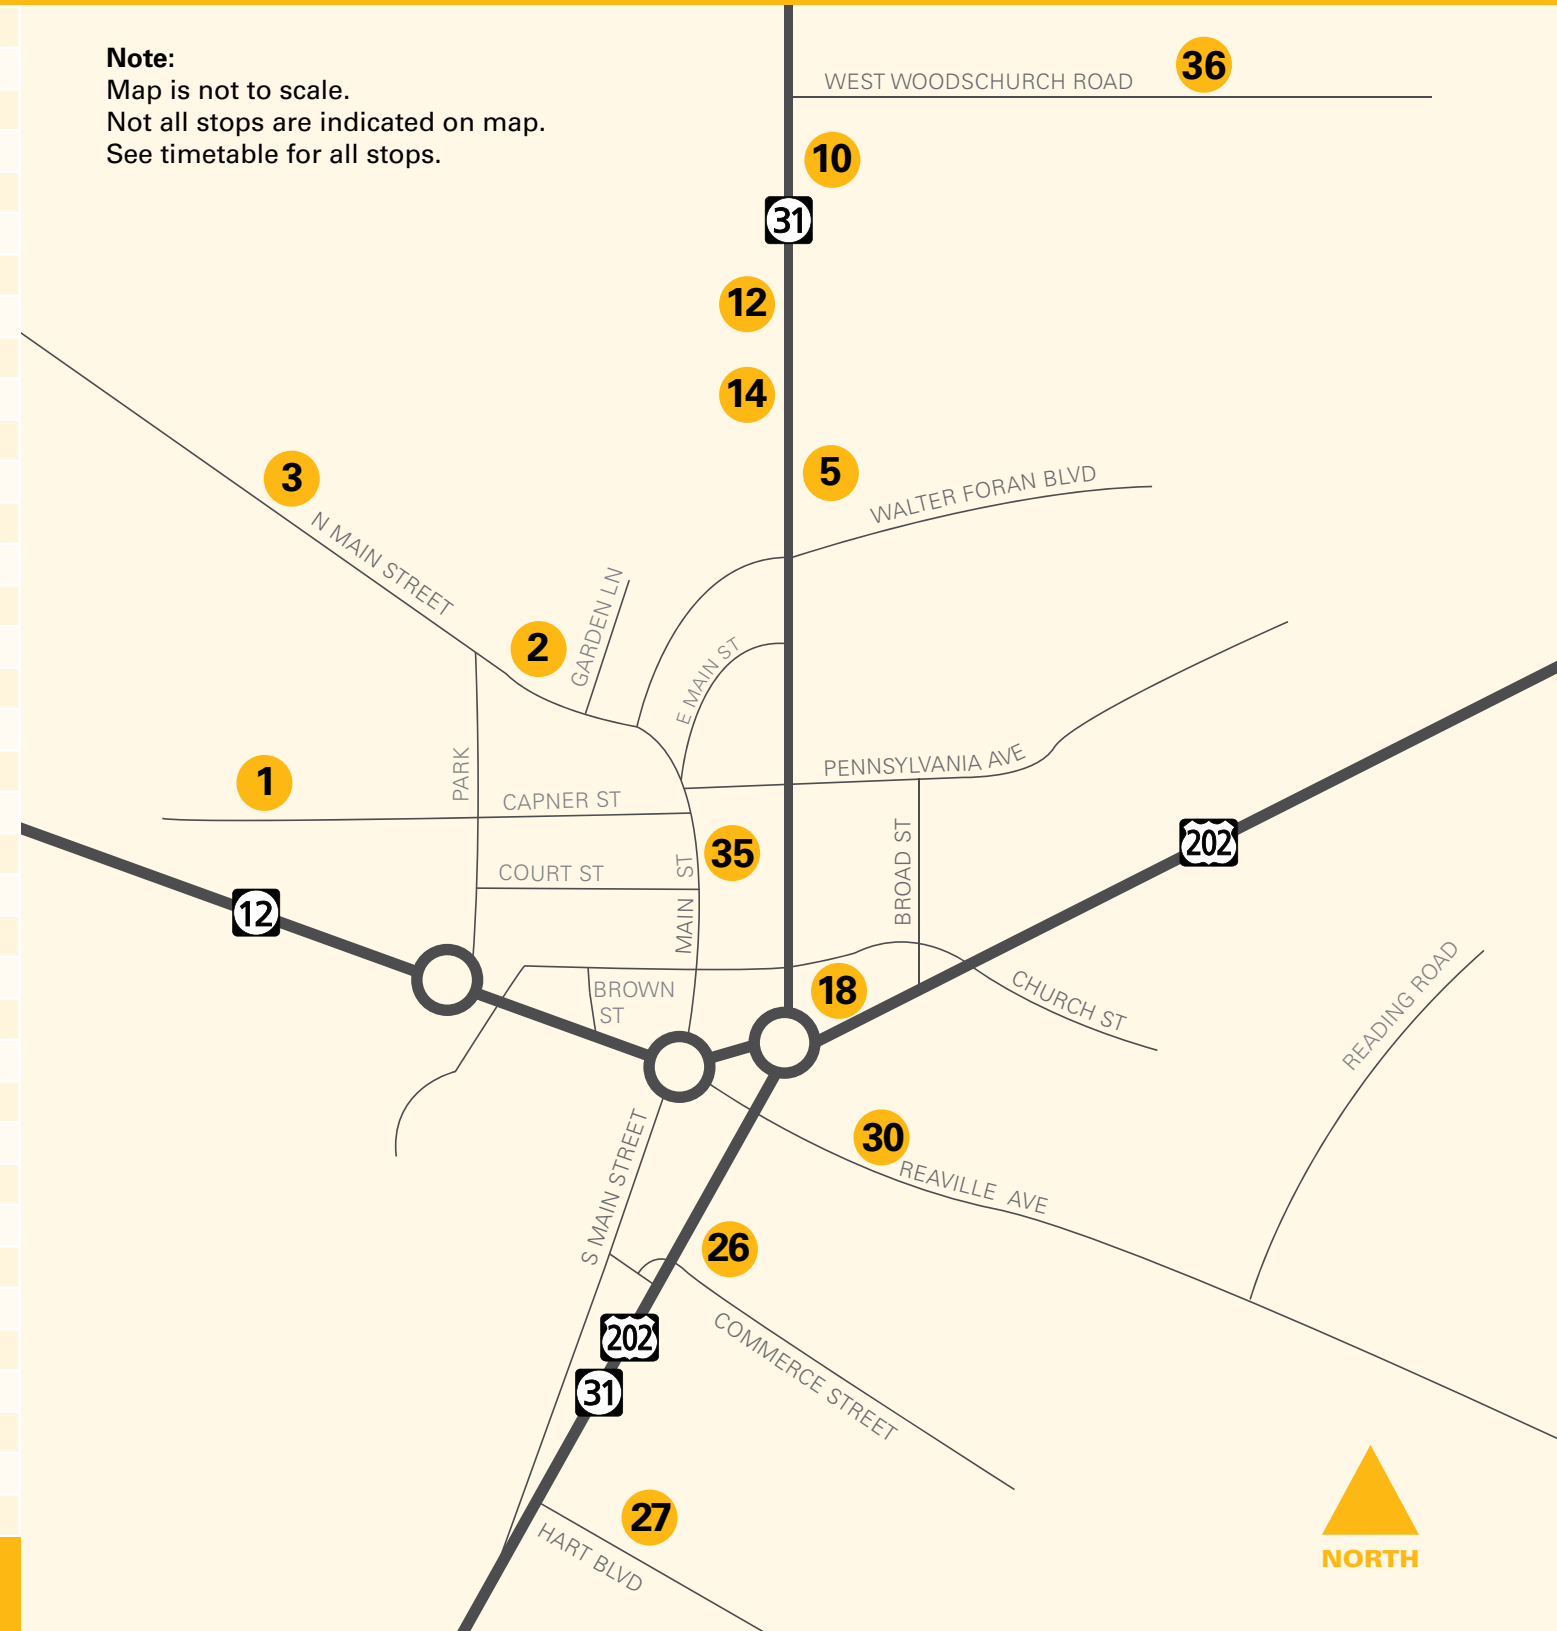 Note:
Map is not to scale.
Not all stops are indicated on map.
See timetable for all stops.
36
WEST WOODSCHURCH ROAD
10
31
12
14
5
3
WALTER FORAN BLVD
N MAIN STREET
GARDEN LN
2
E MAIN ST
PARK
1
CAPNER ST
PENNSYLVANIA AVE
35
COURT ST
MAIN ST
BROAD ST
202
12
BROWN
ST
18
CHURCH ST
READING ROAD
30
REAVILLE AVE
S MAIN STREET
26
202
31
COMMERCE STREET
27
HART BLVD
NORTH